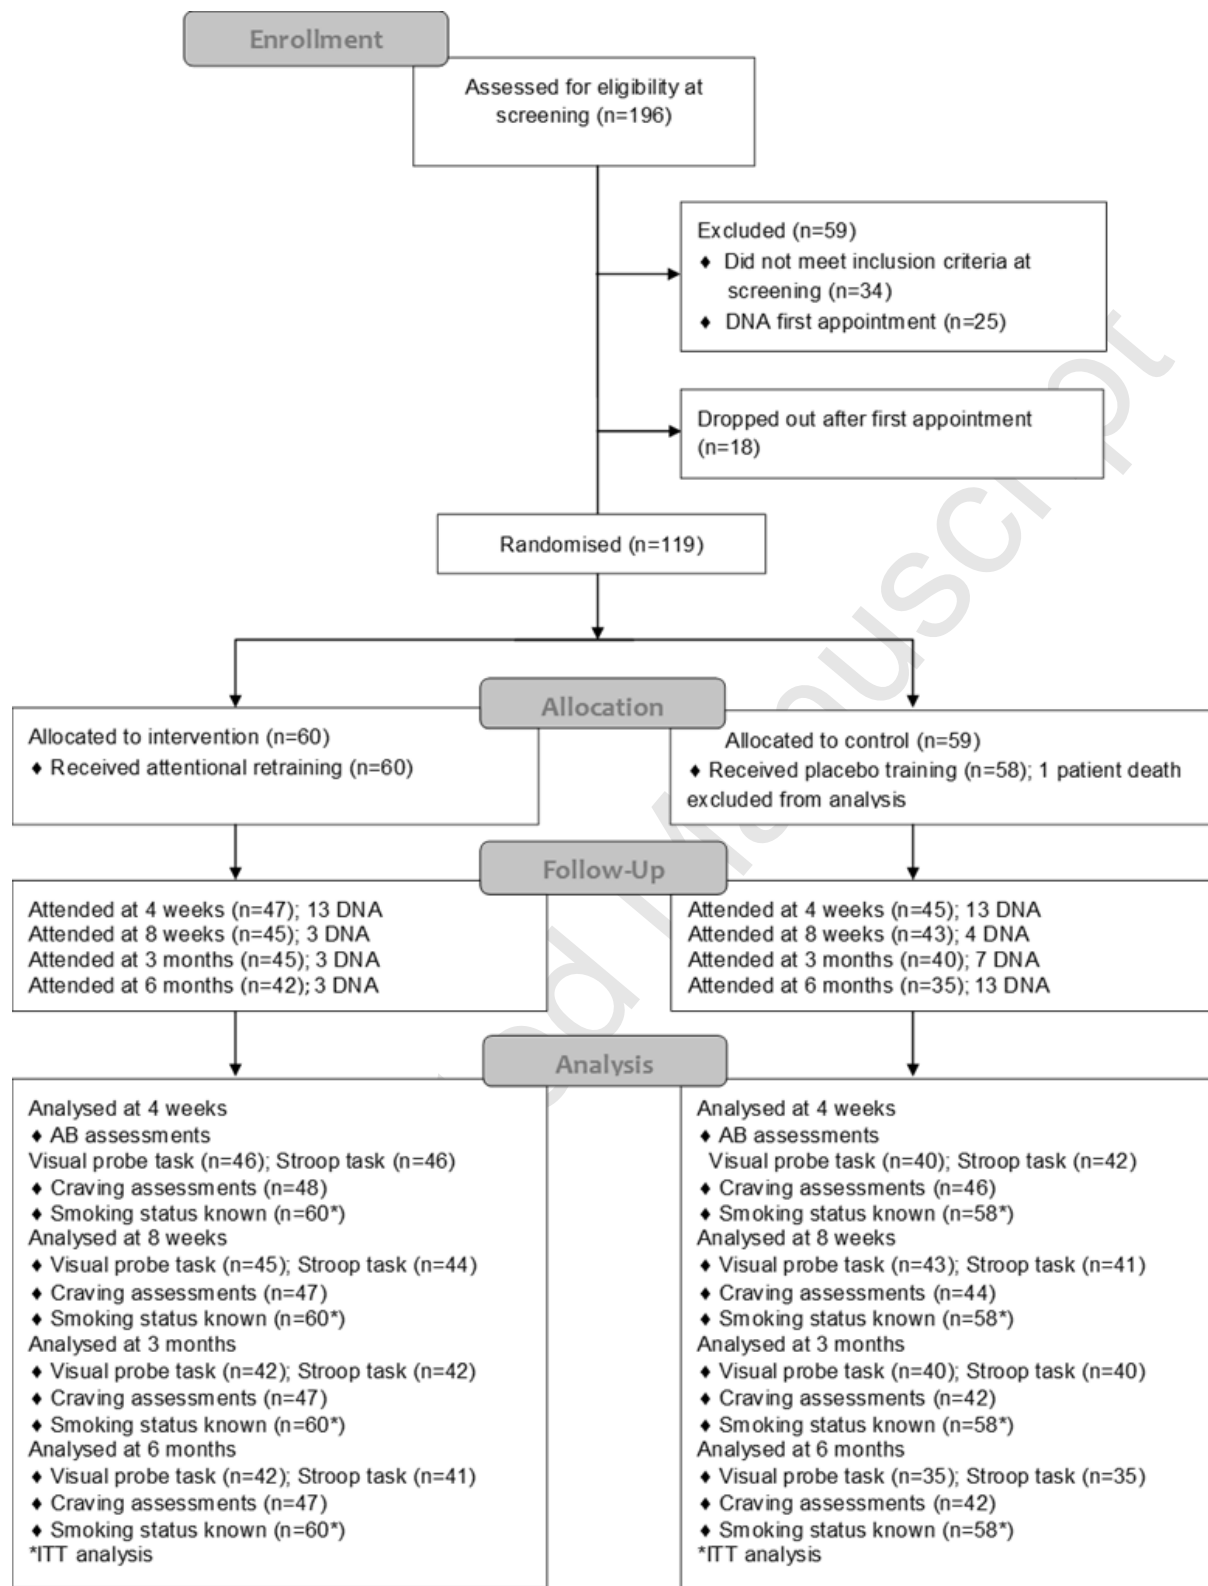 Enrollment
Assessed for eligibility at
screening (n=196)
Excluded (n=59)
♦ Did not meet inclusion criteria at
screening (n=34)
♦ DNA first appointment (n=25)
Dropped out after first appointment
(n=18)
Randomised (n=119)
Allocation
Allocated to intervention (n=60)
♦ Received attentional retraining (n=60)
Allocated to control (n=59)
♦ Received placebo training (n=58); 1 patient death
excluded from analysis
Follow-Up
Attended at 4 weeks (n=47); 13 DNA
Attended at 8 weeks (n=45); 3 DNA
Attended at 3 months (n=45); 3 DNA
Attended at 6 months (n=42); 3 DNA
Attended at 4 weeks (n=45); 13 DNA
Attended at 8 weeks (n=43); 4 DNA
Attended at 3 months (n=40); 7 DNA
Attended at 6 months (n=35); 13 DNA
Analysis
Analysed at 4 weeks
♦ AB assessments
Visual probe task (n=46); Stroop task (n=46)
♦ Craving assessments (n=48)
♦ Smoking status known (n=60*)
Analysed at 8 weeks
♦ Visual probe task (n=45); Stroop task (n=44)
♦ Craving assessments (n=47)
♦ Smoking status known (n=60*)
Analysed at 3 months
♦ Visual probe task (n=42); Stroop task (n=42)
♦ Craving assessments (n=47)
♦ Smoking status known (n=60*)
Analysed at 6 months
♦ Visual probe task (n=42); Stroop task (n=41)
♦ Craving assessments (n=47)
♦ Smoking status known (n=60*)
*ITT analysis
Analysed at 4 weeks
♦ AB assessments
Visual probe task (n=40); Stroop task (n=42)
♦ Craving assessments (n=46)
♦ Smoking status known (n=58*)
Analysed at 8 weeks
♦ Visual probe task (n=43); Stroop task (n=41)
♦ Craving assessments (n=44)
♦ Smoking status known (n=58*)
Analysed at 3 months
♦ Visual probe task (n=40); Stroop task (n=40)
♦ Craving assessments (n=42)
♦ Smoking status known (n=58*)
Analysed at 6 months
♦ Visual probe task (n=35); Stroop task (n=35)
♦ Craving assessments (n=42)
♦ Smoking status known (n=58*)
*ITT analysis